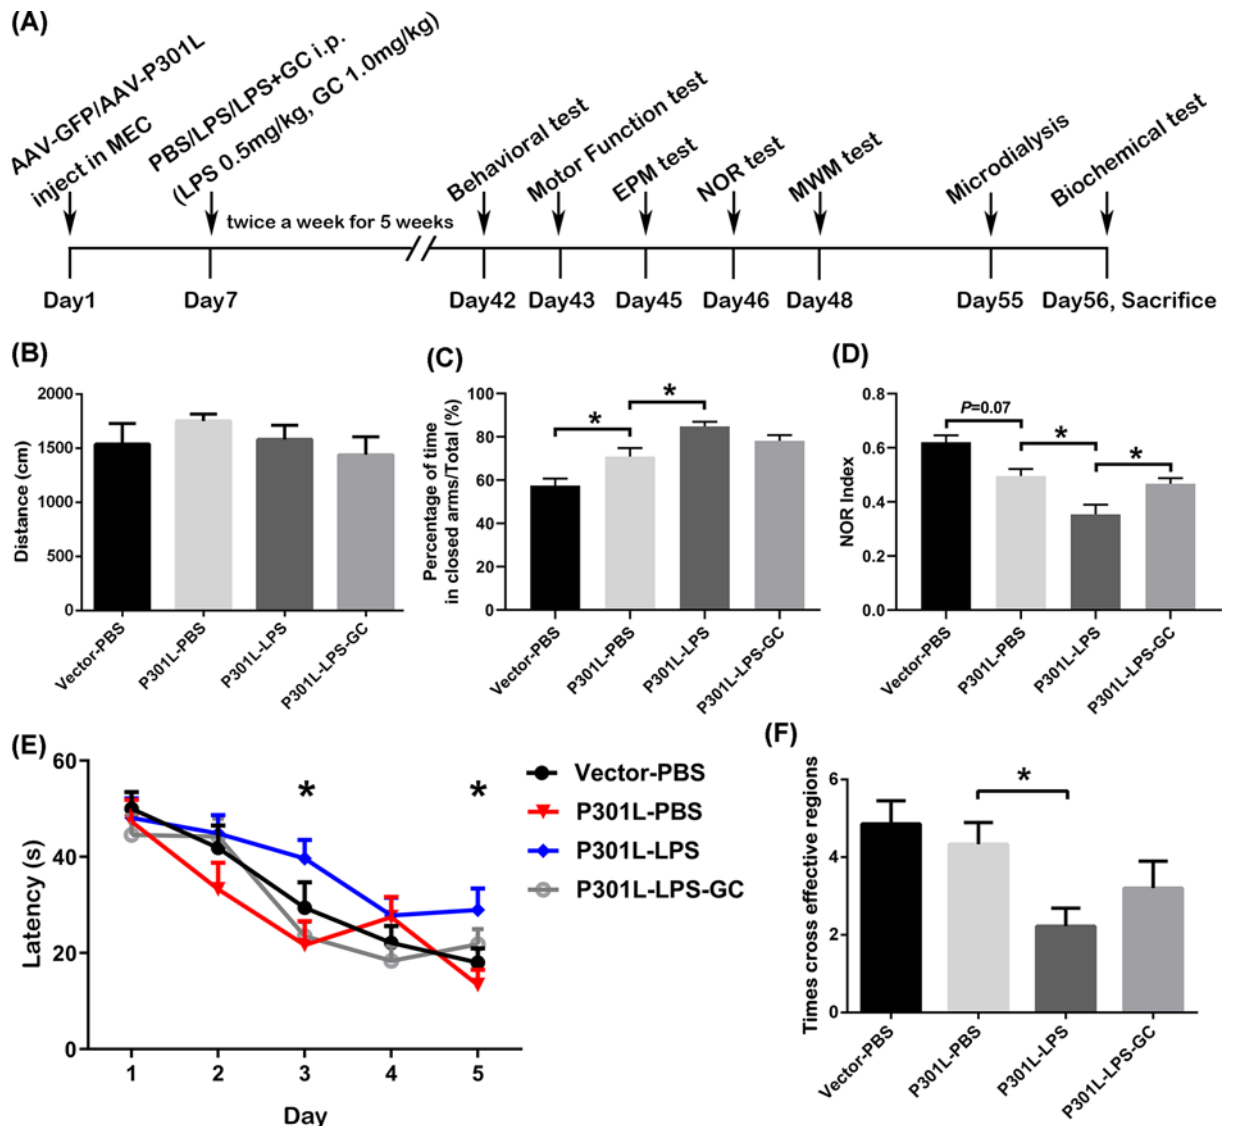 (A)
AAV-GFP/AAV-P301L
inject in MEC
PBS/LPS/LPS+GC i.p.
(LPS 0.5mg/kg, GC 1.0mg/kg)
Behavioral test
Motor Function test
EPM test
NOR test
MWM test
Microdialysis
Biochemical test
twice a week for 5 weeks
Day1
Day7
Day42
Day43
Day45
Day46
Day48
Day55
Day56, Sacrifice
(B)
Distance (cm)
2000
1500
1000
500
0
Vector-PBS
P301L-PBS
P301L-LPS
P301L-LPS-GC
(C)
Percentage of time
in closed arms/Total (%)
100
80
60
40
20
0
*
*
Vector-PBS
P301L-PBS
P301L-LPS
P301L-LPS-GC
(D)
NOR Index
0.8
0.6
0.4
0.6
0.0
P=0.07
*
*
Vector-PBS
P301L-PBS
P301L-LPS
P301L-LPS-GC
(E)
Latency (s)
60
40
20
0
*
*
1
2
3
4
5
Day
Vector-PBS
P301L-PBS
P301L-LPS
P301L-LPS-GC
(F)
Times cross effective regions
6
4
2
0
*
Vector-PBS
P301L-PBS
P301L-LPS
P301L-LPS-GC